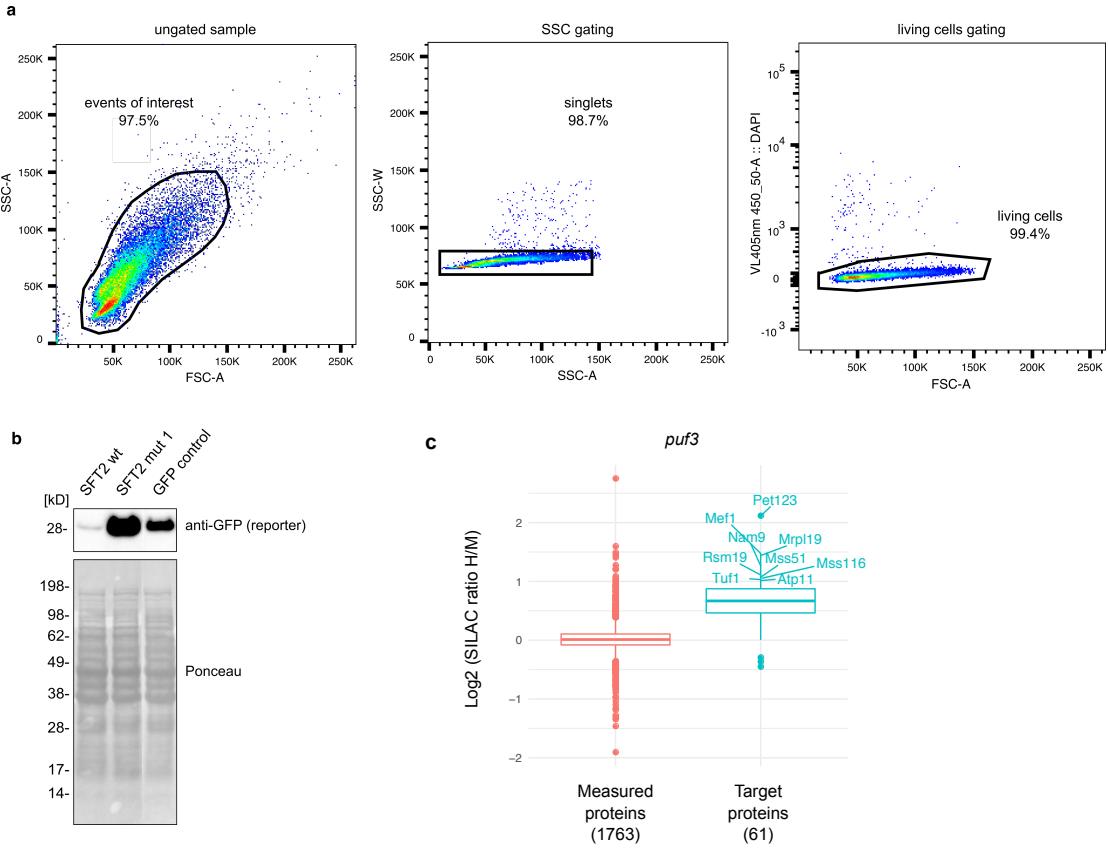 a
ungated sample
250K
200K
150K
100K
50K
0
SSC-A
events of interest
97.5%
50K
100K
150K
200K
250K
FSC-A
SSC gating
250K
200K
150K
100K
50K
0
SSC-W
singlets
98.7%
0
50K
100K
150K
200K
250K
SSC-A
living cells gating
10^5
10^4
10^3
0
-10^3
VL405nm 450_50-A :: DAPI
living cells
99.4%
50K
100K
150K
200K
250K
FSC-A
b
SFT2 wt
SFT2 mut 1
GFP control
[kD]
28-
anti-GFP (reporter)
198-
98-
62-
49-
38-
28-
17-
14-
Ponceau
c
puf3
Log2 (SILAC ratio H/M)
2
1
0
−1
−2
Pet123
Mef1
Nam9
Mrpl19
Rsm19
Mss51
Mss116
Tuf1
Atp11
Measured
proteins
(1763)
Target
proteins
(61)